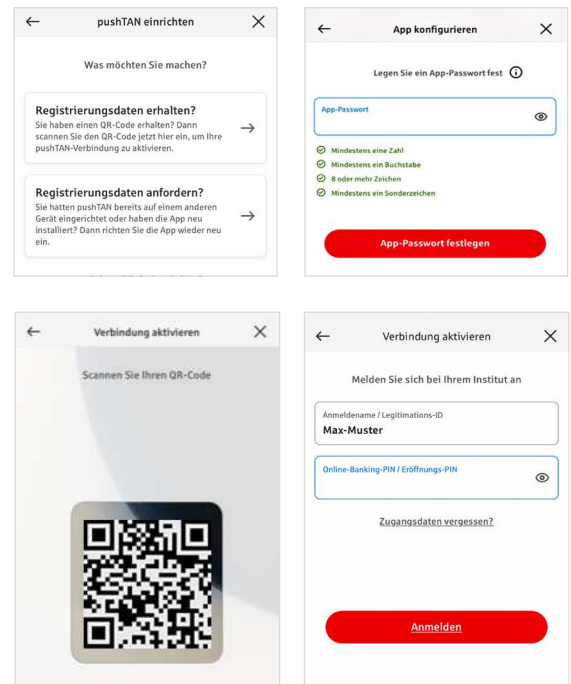 pushTAN einrichten
Was möchten Sie machen?
Registrierungsdaten erhalten?
Sie haben einen QR-Code erhalten? Dann
scannen Sie den QR-Code jetzt hier ein, um Ihre
pushTAN-Verbindung zu aktivieren.
Registrierungsdaten anfordern?
Sie hatten pushTAN bereits auf einem anderen
Gerät eingerichtet oder haben die App neu
installiert? Dann richten Sie die App wieder neu
ein.
App konfigurieren
Legen Sie ein App-Passwort fest
App-Passwort
Mindestens eine Zahl
Mindestens ein Buchstabe
8 oder mehr Zeichen
Mindestens ein Sonderzeichen
App-Passwort festlegen
Verbindung aktivieren
Scannen Sie Ihren QR-Code
Verbindung aktivieren
Melden Sie sich bei Ihrem Institut an
Anmeldename / Legitimations-ID
Max-Muster
Online-Banking-PIN / Eröffnungs-PIN
Zugangsdaten vergessen?
Anmelden